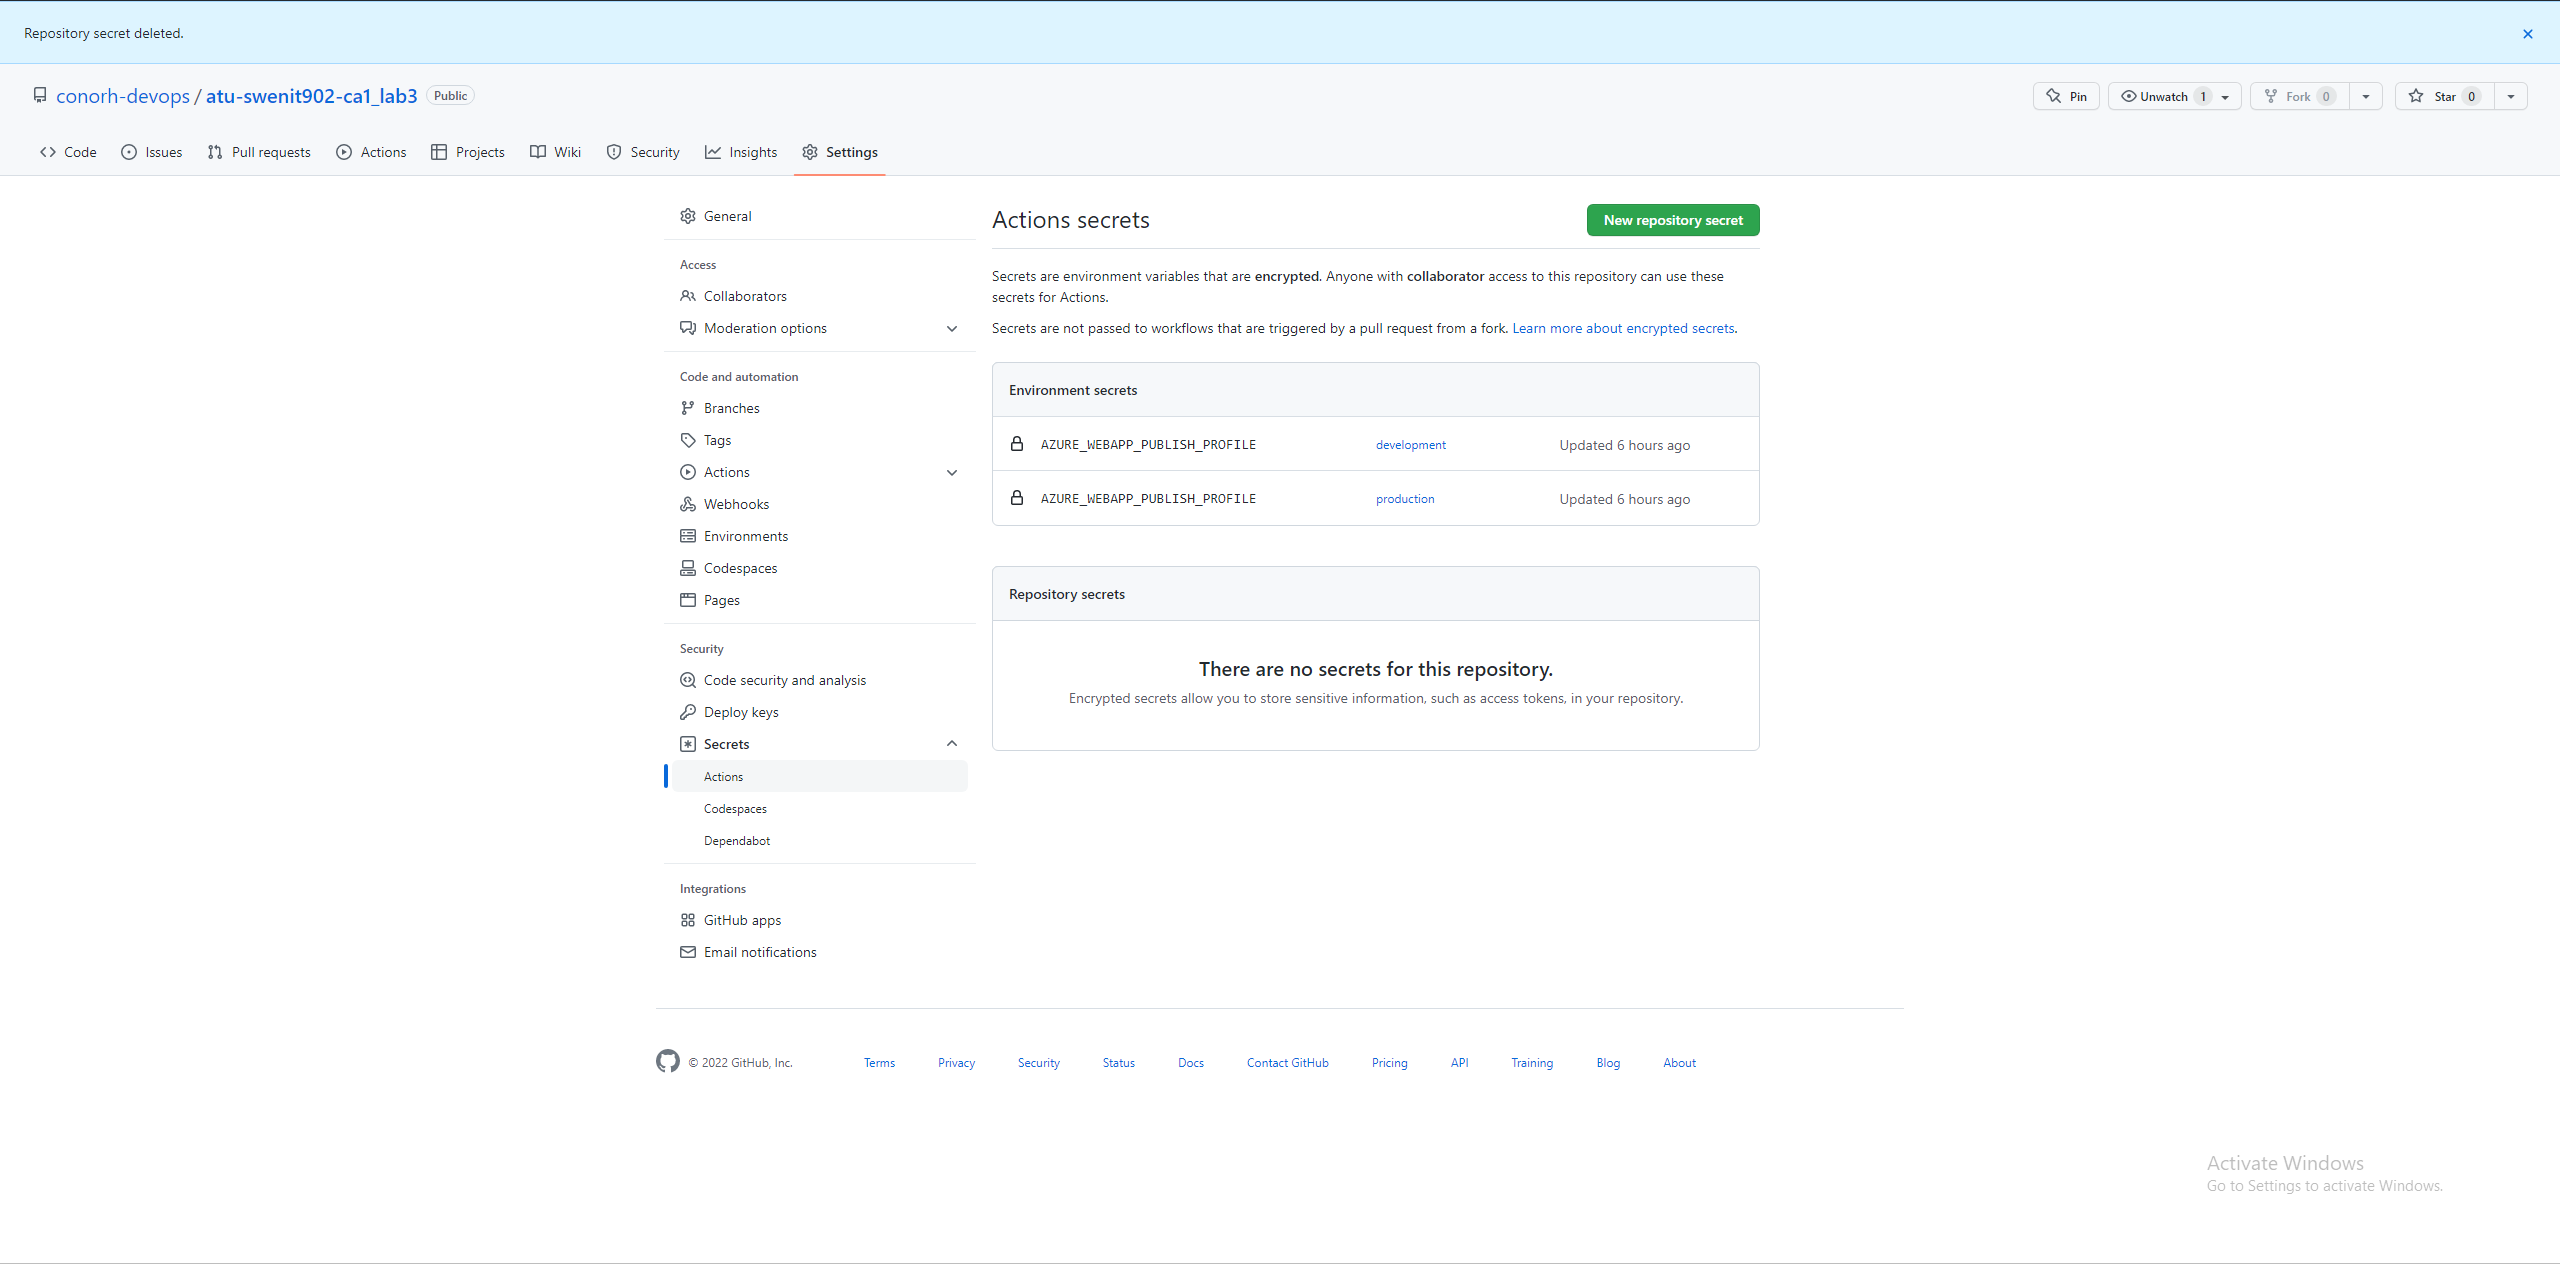 Repository secret deleted.
conorh-devops / atu-swenit902-ca1_lab3 Public
Pin Unwatch 1 Fork 0 Star 0
Code Issues Pull requests Actions Projects Wiki Security Insights Settings
General
Access
Collaborators
Moderation options
Code and automation
Branches
Tags
Actions
Webhooks
Environments
Codespaces
Pages
Security
Code security and analysis
Deploy keys
Secrets
Actions
Codespaces
Dependabot
Integrations
GitHub apps
Email notifications
Actions secrets
New repository secret
Secrets are environment variables that are encrypted. Anyone with collaborator access to this repository can use these
secrets for Actions.
Secrets are not passed to workflows that are triggered by a pull request from a fork. Learn more about encrypted secrets.
Environment secrets
AZURE_WEBAPP_PUBLISH_PROFILE development Updated 6 hours ago
AZURE_WEBAPP_PUBLISH_PROFILE production Updated 6 hours ago
Repository secrets
There are no secrets for this repository.
Encrypted secrets allow you to store sensitive information, such as access tokens, in your repository.
© 2022 GitHub, Inc. Terms Privacy Security Status Docs Contact GitHub Pricing API Training Blog About
Activate Windows
Go to Settings to activate Windows.